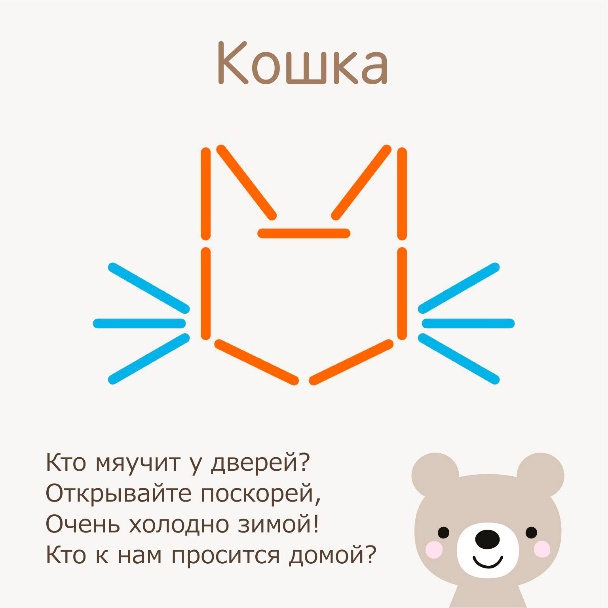 Кошка
Кто мяучит у дверей?
Открывайте поскорей,
Очень холодно зимой!
Кто к нам просится домой?